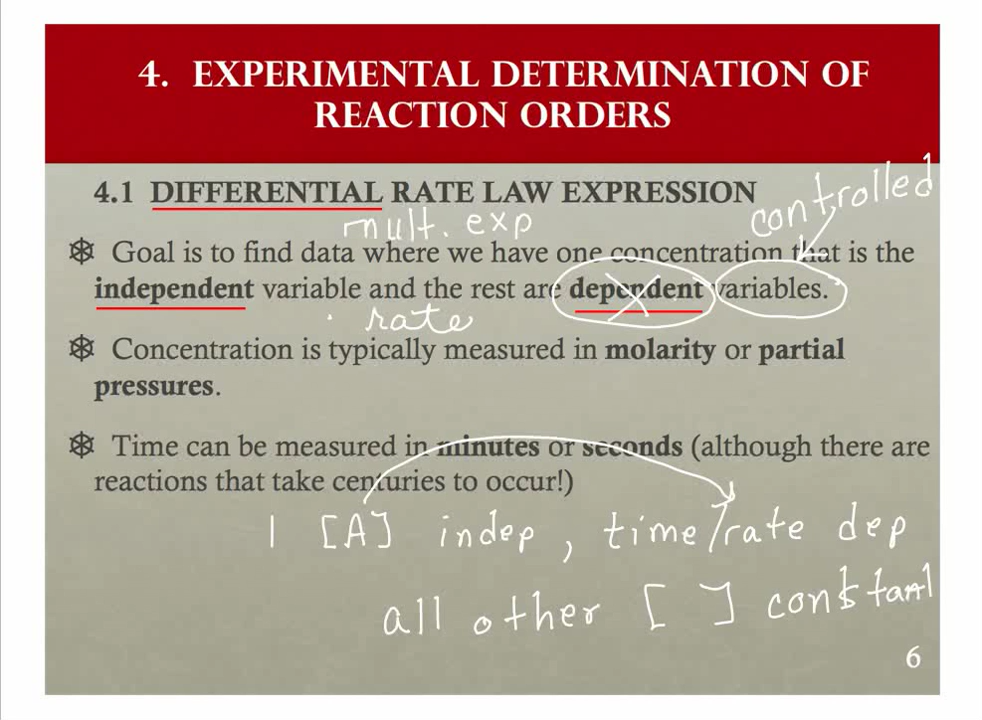 4. EXPERIMENTAL DETERMINATION OF
REACTION ORDERS
4.1 DIFFERENTIAL RATE LAW EXPRESSION
controlled
mult. exp
Goal is to find data where we have one concentration that is the
independent variable and the rest are dependent variables.
rate
Concentration is typically measured in molarity or partial
pressures.
Time can be measured in minutes or seconds (although there are
reactions that take centuries to occur!)
1 [A] indep, time/rate dep
all other [ ] constant
6